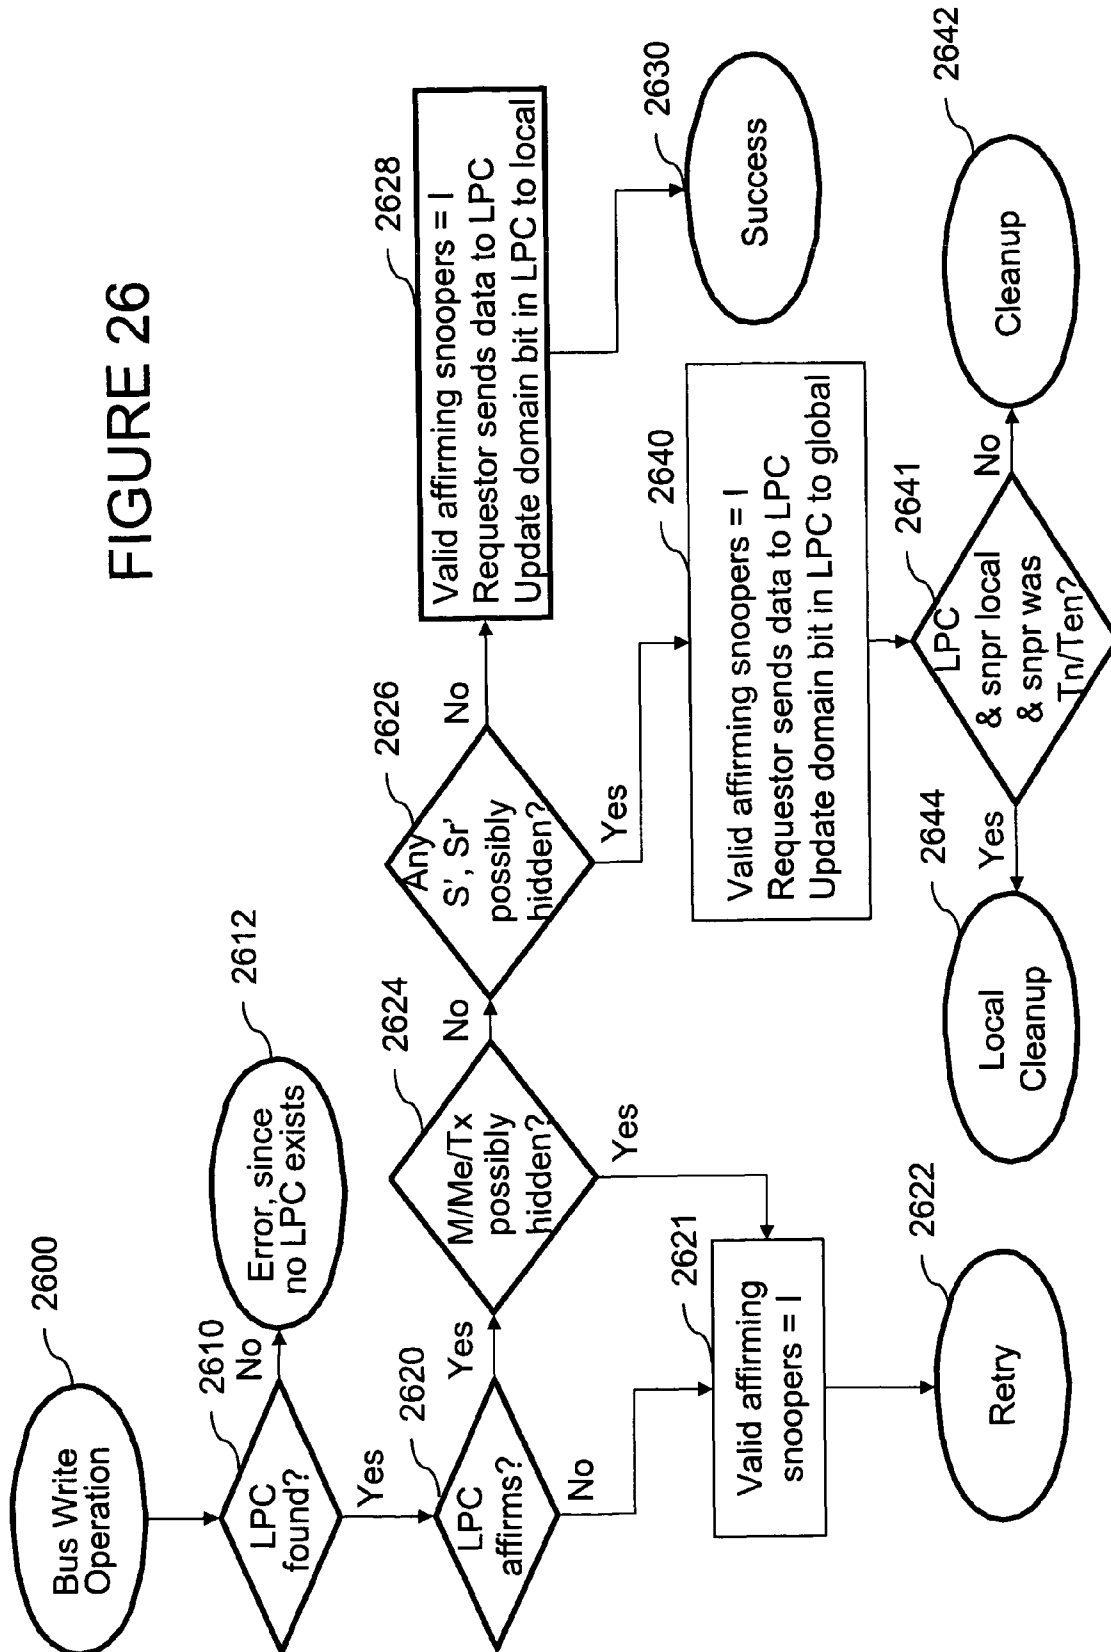 FIGURE 26
2600
Bus Write
Operation
2610
LPC
found?
No
Yes
2612
Error, since
no LPC exists
2620
LPC
affirms?
Yes
No
2621
Valid affirming
snoopers = I
2622
Retry
2624
M/Me/Tx
possibly
hidden?
No
Yes
2626
Any
S', Sr'
possibly
hidden?
No
Yes
2628
Valid affirming snoopers = I
Requestor sends data to LPC
Update domain bit in LPC to local
2630
Success
2640
Valid affirming snoopers = I
Requestor sends data to LPC
Update domain bit in LPC to global
2641
LPC
& snpr local
& snpr was
Tn/Ten?
No
Yes
2642
Cleanup
2644
Local
Cleanup